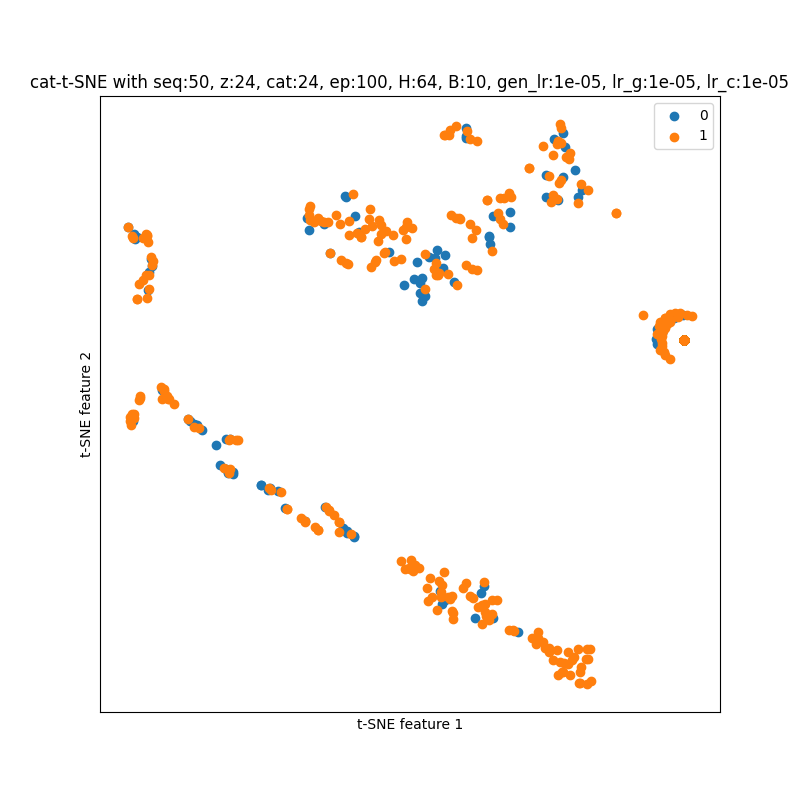 cat-t-SNE with seq:50, z:24, cat:24, ep:100, H:64, B:10, gen_lr:1e-05, lr_g:1e-05, lr_c:1e-05
0
1
t-SNE feature 2
t-SNE feature 1